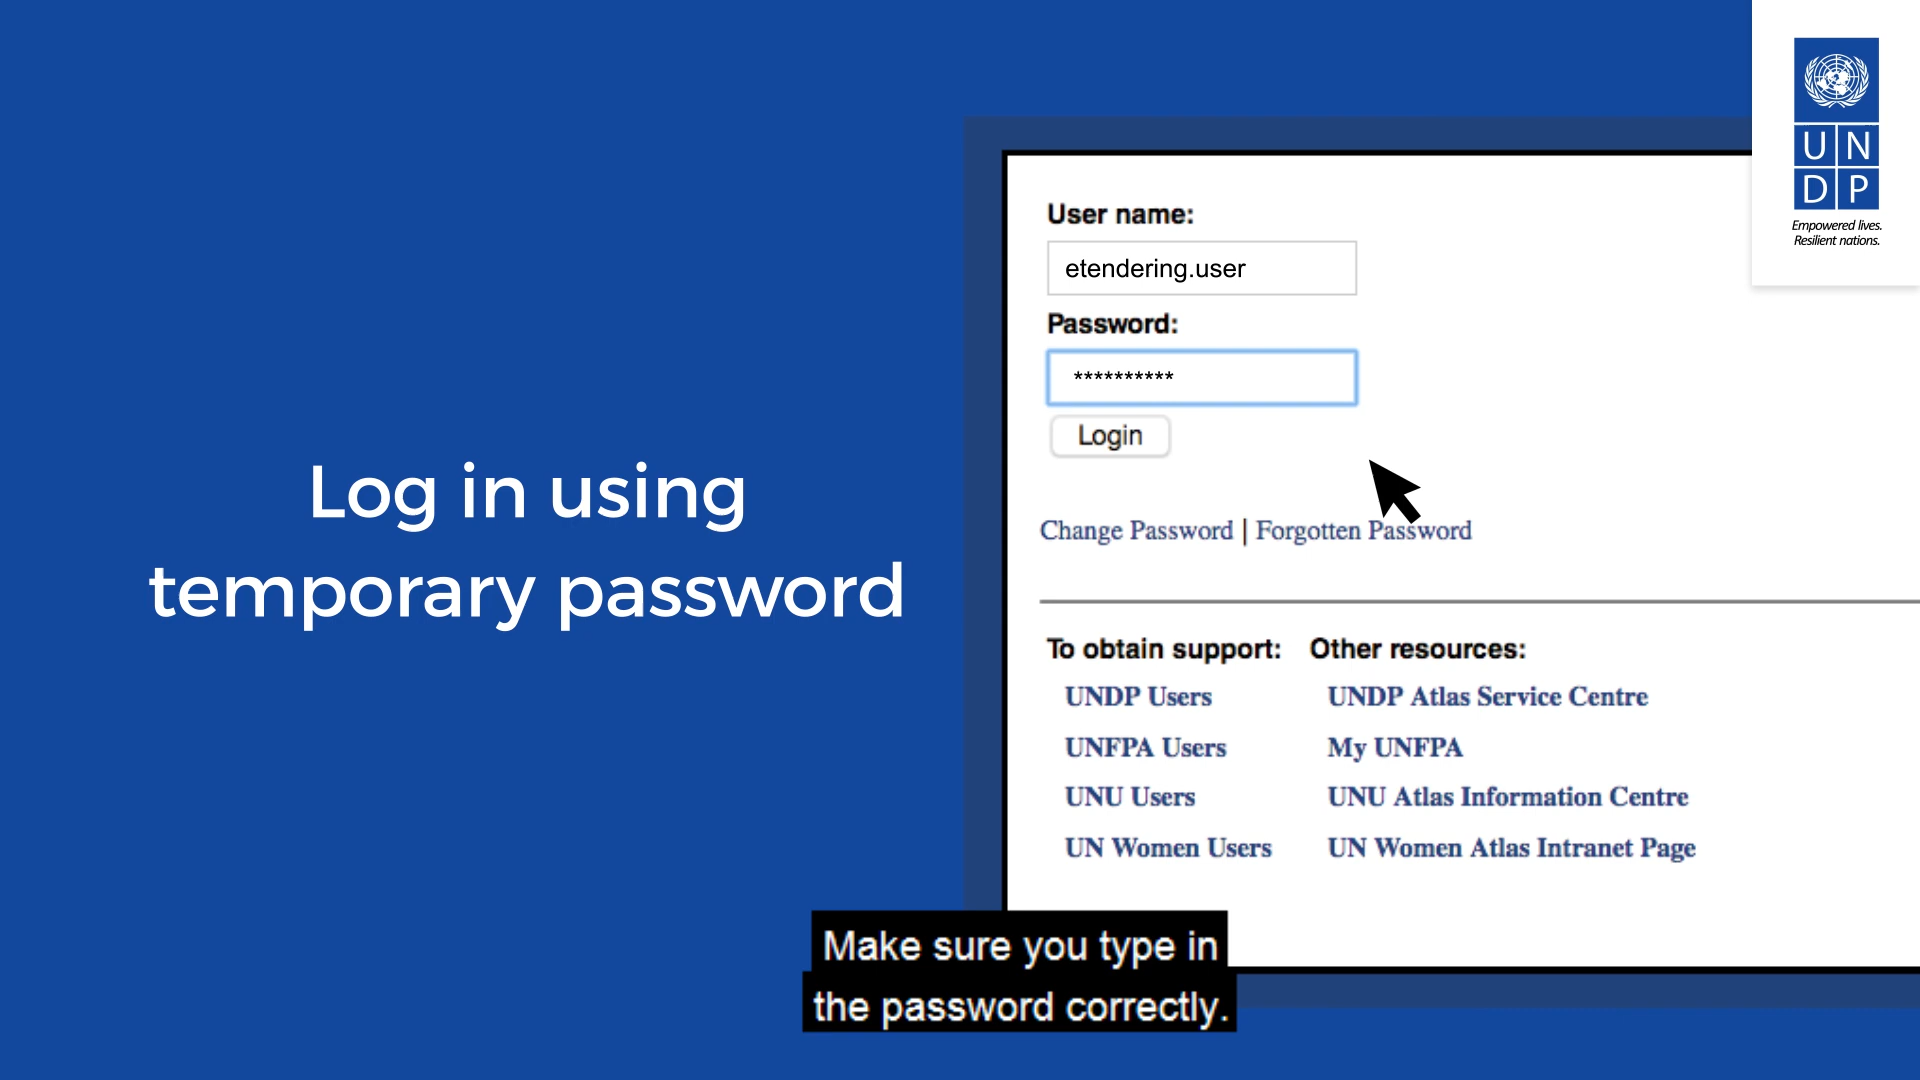 Log in using
temporary password
User name:
etendering.user
Password:
**********
Login
Change Password | Forgotten Password
To obtain support:
UNDP Users
UNFPA Users
UNU Users
UN Women Users
Other resources:
UNDP Atlas Service Centre
My UNFPA
UNU Atlas Information Centre
UN Women Atlas Intranet Page
U N
D P
Empowered lives.
Resilient nations.
Make sure you type in
the password correctly.